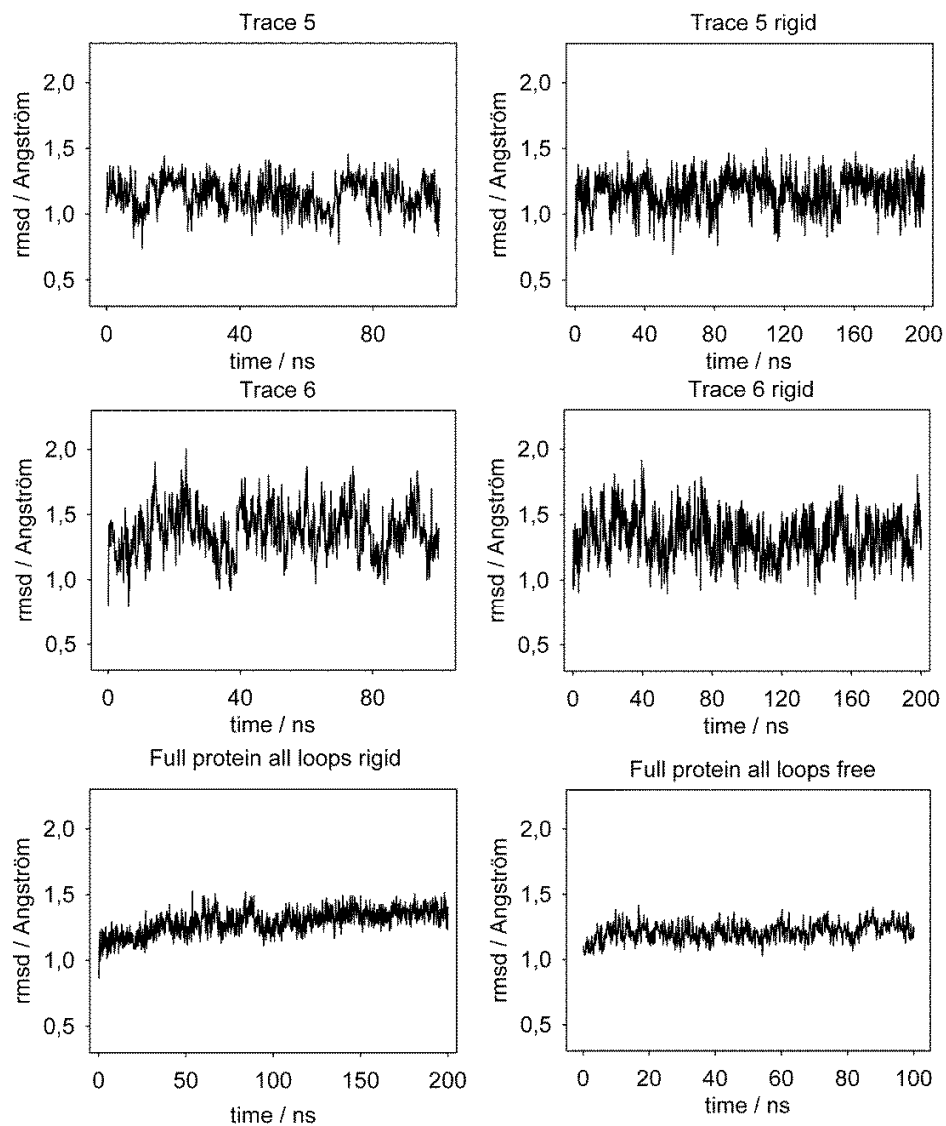 Trace 5
2,0
1,5
1,0
0,5
rmsd / Angström
0 40 80
time / ns
Trace 5 rigid
2,0
1,5
1,0
0,5
rmsd / Angström
0 40 80 120 160 200
time / ns
Trace 6
2,0
1,5
1,0
0,5
rmsd / Angström
0 40 80
time / ns
Trace 6 rigid
2,0
1,5
1,0
0,5
rmsd / Angström
0 40 80 120 160 200
time / ns
Full protein all loops rigid
2,0
1,5
1,0
0,5
rmsd / Angström
0 50 100 150 200
time / ns
Full protein all loops free
2,0
1,5
1,0
0,5
rmsd / Angström
0 20 40 60 80 100
time / ns